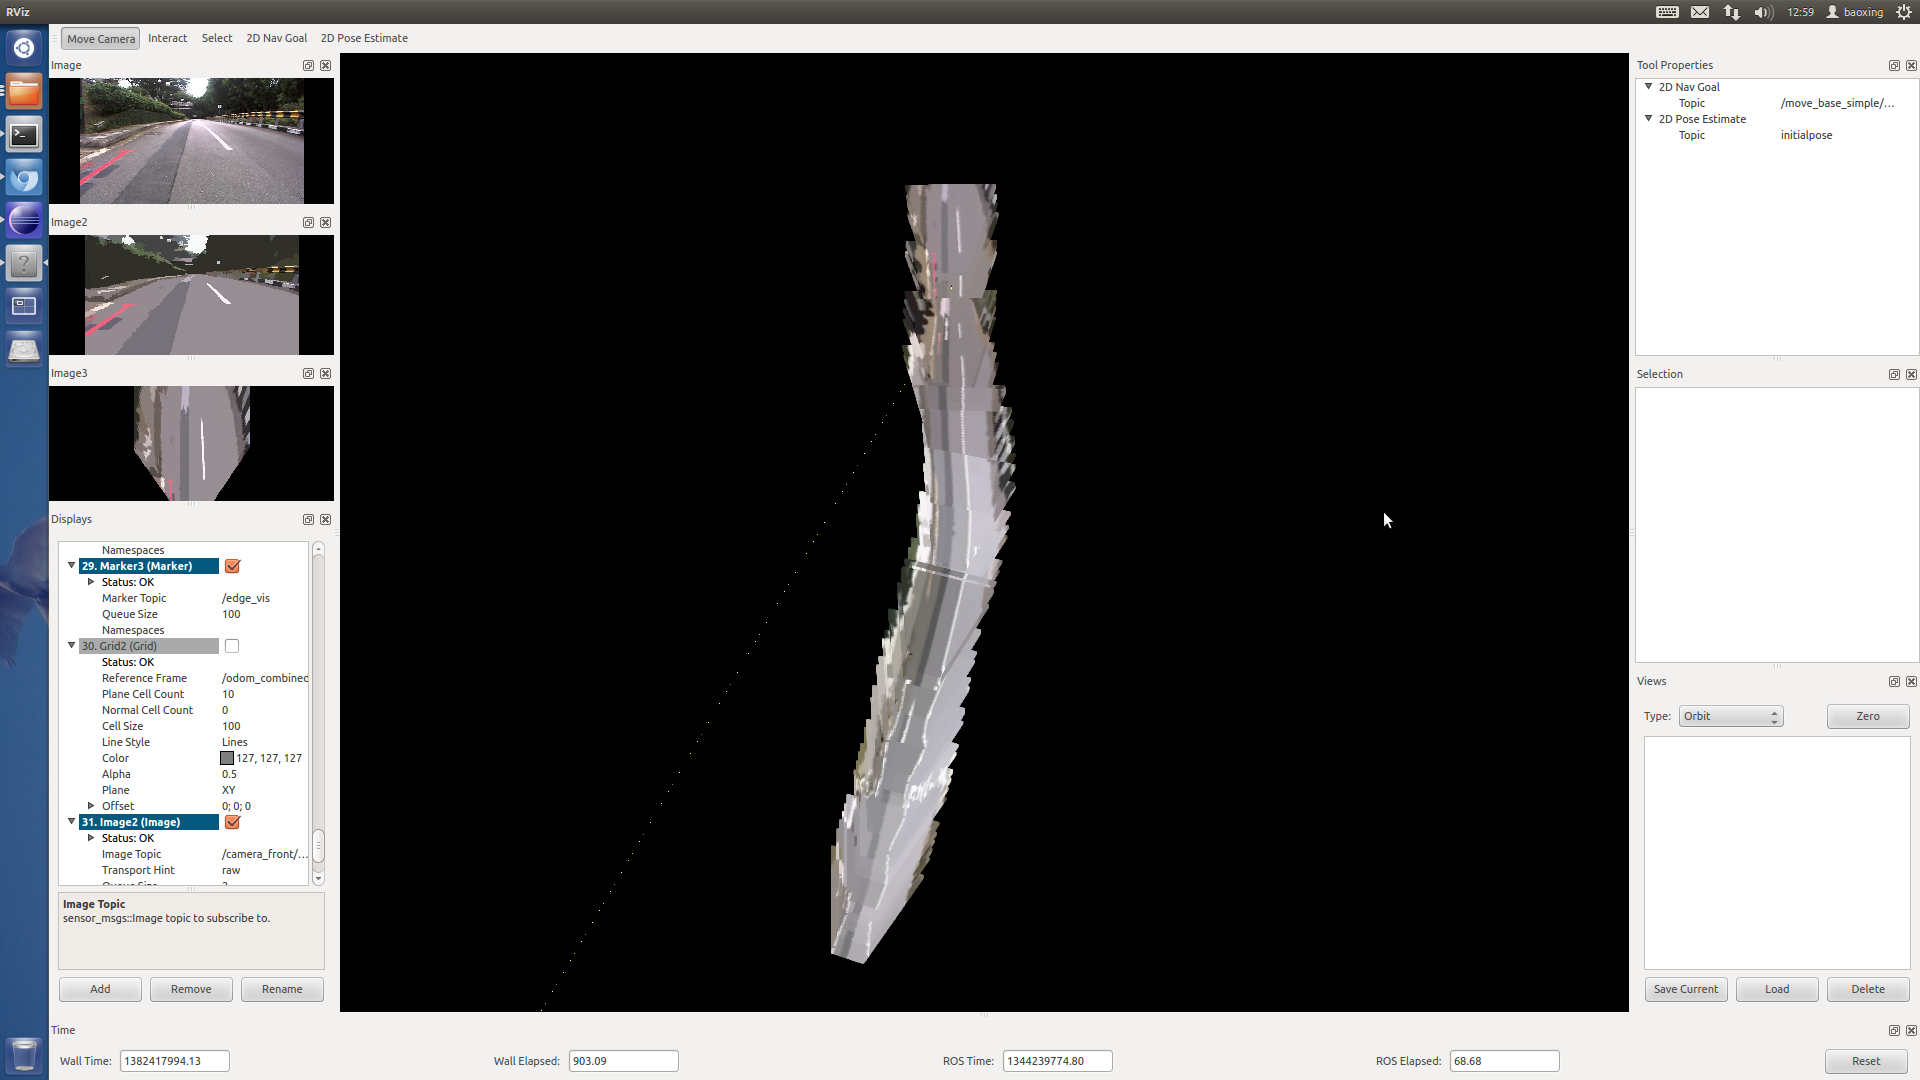 RViz
12:59 baoxing
Move Camera Interact Select 2D Nav Goal 2D Pose Estimate
Image
Image2
Image3
Displays
Namespaces
29. Marker3 (Marker)
Status: OK
Marker Topic /edge_vis
Queue Size 100
Namespaces
30. Grid2 (Grid)
Status: OK
Reference Frame /odom_combined
Plane Cell Count 10
Normal Cell Count 0
Cell Size 100
Line Style Lines
Color 127, 127, 127
Alpha 0.5
Plane XY
Offset 0; 0; 0
31. Image2 (Image)
Status: OK
Image Topic /camera_front/...
Transport Hint raw
Image Topic
sensor_msgs::Image topic to subscribe to.
Add Remove Rename
Tool Properties
2D Nav Goal
Topic /move_base_simple/...
2D Pose Estimate
Topic initialpose
Selection
Views
Type: Orbit Zero
Save Current Load Delete
Time
Wall Time: 1382417994.13 Wall Elapsed: 903.09 ROS Time: 1344239774.80 ROS Elapsed: 68.68 Reset